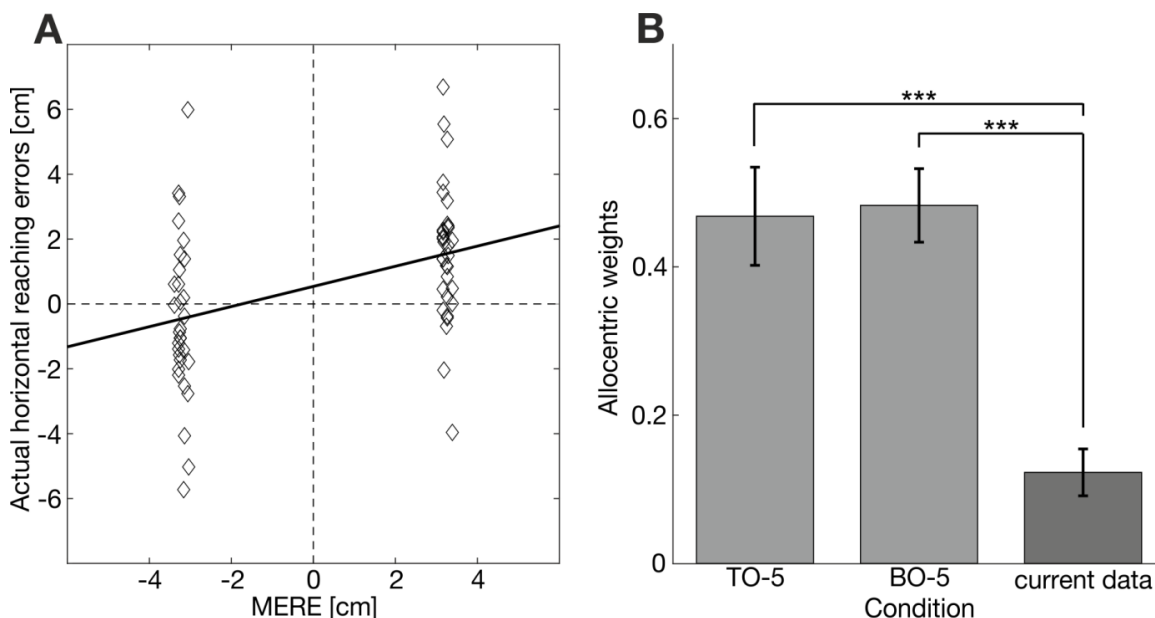 A
Actual horizontal reaching errors [cm]
6
4
2
0
-2
-4
-6
-4
-2
0
2
4
MERE [cm]
B
Allocentric weights
0.6
0.4
0.2
0
***
***
TO-5
BO-5
current data
Condition